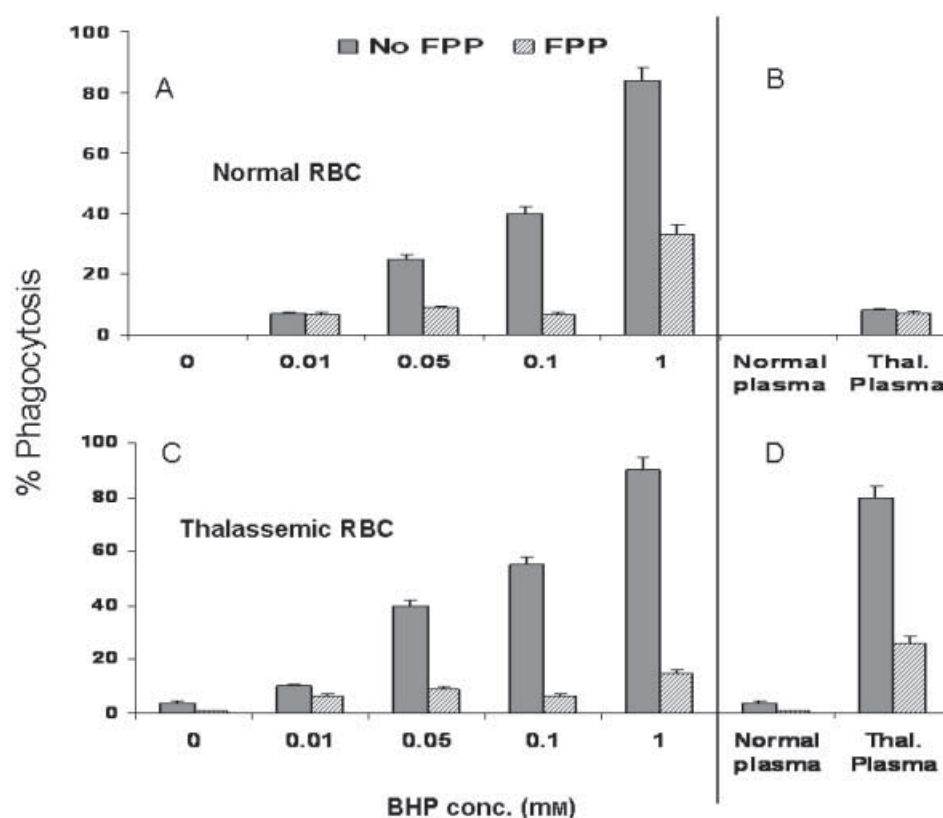 % Phagocytosis
No FPP FPP
100
80
60
40
20
0
A
Normal RBC
0 0.01 0.05 0.1 1
B
Normal plasma
Thal. Plasma
100
80
60
40
20
0
C
Thalassemic RBC
0 0.01 0.05 0.1 1
D
Normal plasma
Thal. Plasma
BHP conc. (mM)